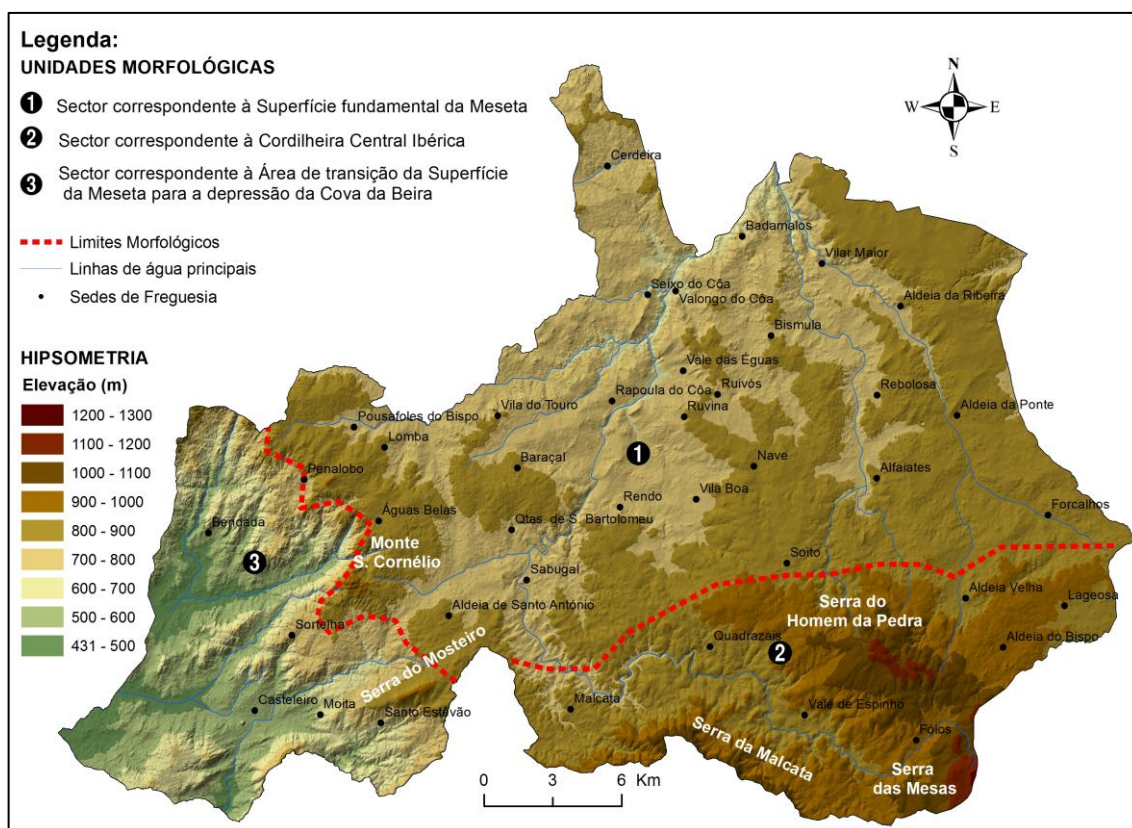 Legenda:
UNIDADES MORFOLÓGICAS
1 Sector correspondente à Superfície fundamental da Meseta
2 Sector correspondente à Cordilheira Central Ibérica
3 Sector correspondente à Área de transição da Superfície
da Meseta para a depressão da Cova da Beira
Limites Morfológicos
Linhas de água principais
Sedes de Freguesia
HIPSOMETRIA
Elevação (m)
1200 - 1300
1100 - 1200
1000 - 1100
900 - 1000
800 - 900
700 - 800
600 - 700
500 - 600
431 - 500
N
W E
S
Cerdeira
Badamalos
Vilar Maior
Seixo do Côa
Valongo do Côa
Aldeia da Ribeira
Bismula
Vale das Éguas
Ruivós
Rebolosa
Rapoula do Côa
Ruvina
Vila do Touro
Aldeia da Ponte
Pousafoles do Bispo
Lomba
1
Baraçal
Nave
Penalobo
Alfaiates
Vila Boa
Rendo
Forcalhos
Águas Belas
Qtas. de S. Bartolomeu
Bendada
Monte
S. Cornélio
3
Soito
Sabugal
Aldeia Velha
Lageosa
Aldeia de Santo António
Serra do
Homem da Pedra
Sortelha
Quadrazais
2
Aldeia do Bispo
Serra do Mosteiro
Casteleiro
Moita
Santo Estêvão
Malcata
Vale de Espinho
Serra da Malcata
Fóios
Serra
das Mesas
0 3 6 Km